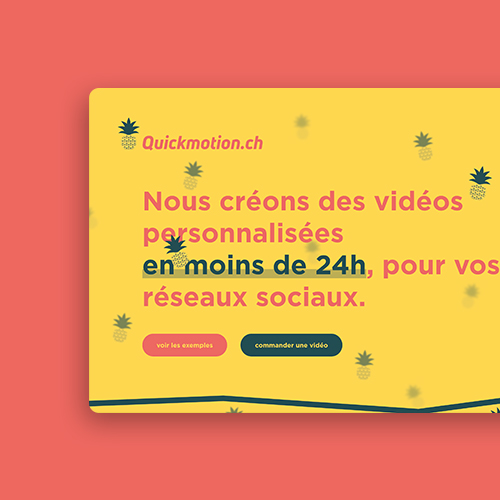 Quickmotion.ch
Nous créons des vidéos
personnalisées
en moins de 24h, pour vos
réseaux sociaux.
voir les exemples
commander une vidéo